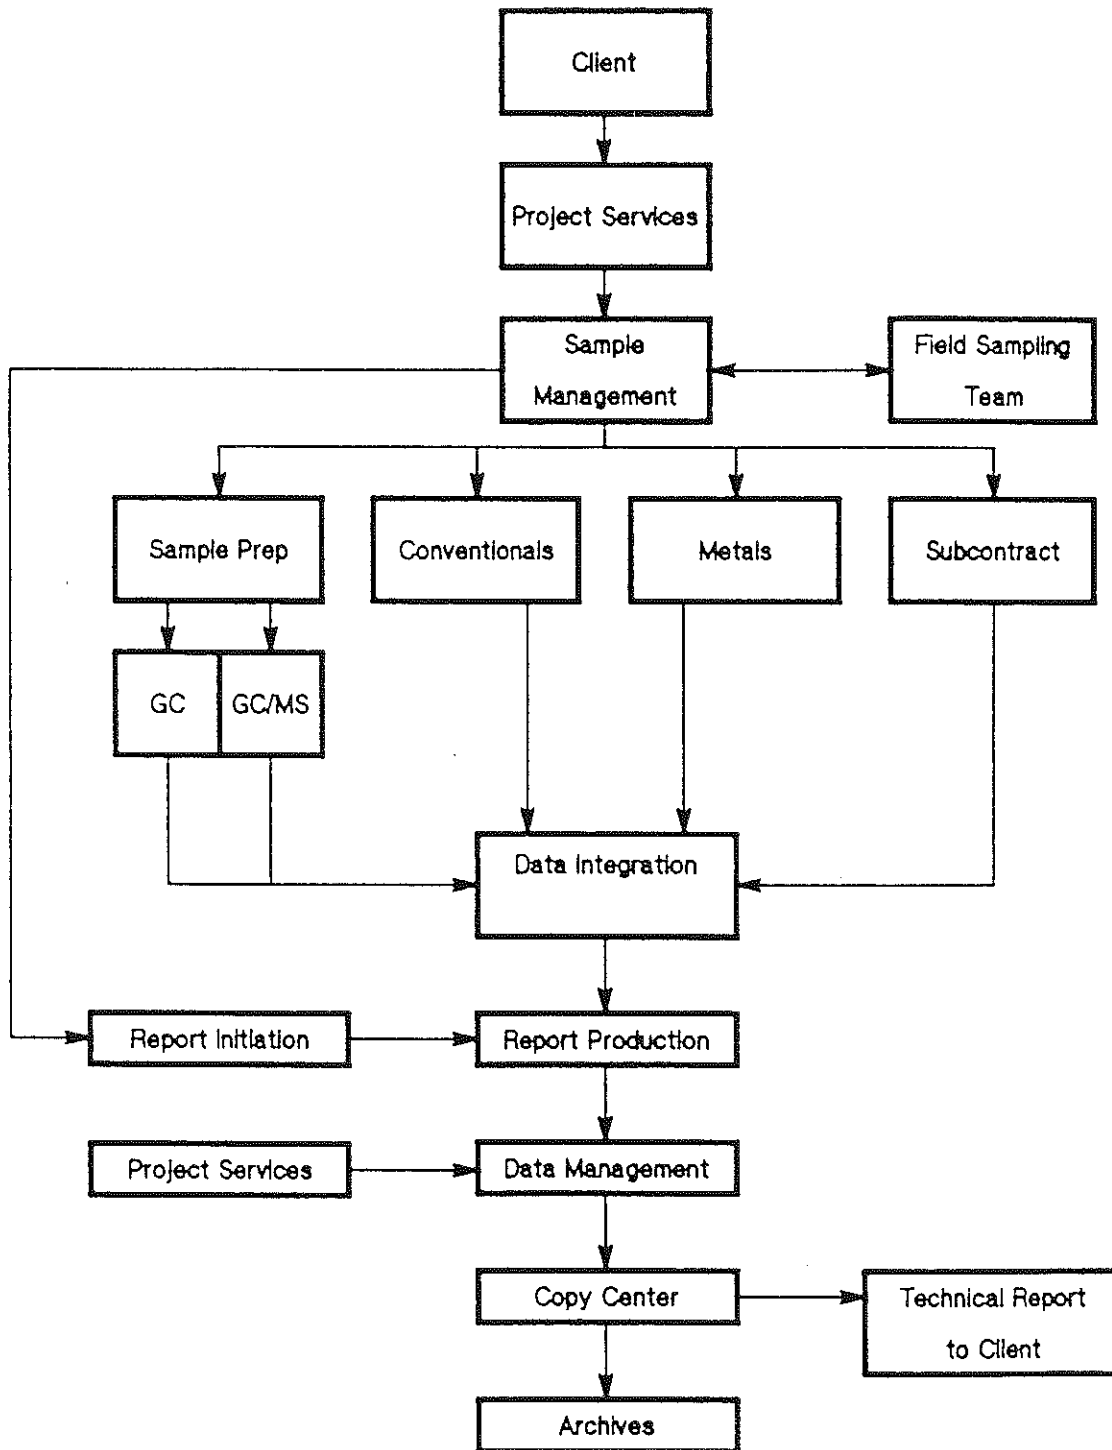 Client
Project Services
Sample
Management
Field Sampling
Team
Sample Prep
Conventionals
Metals
Subcontract
GC
GC/MS
Data Integration
Report Initiation
Report Production
Project Services
Data Management
Copy Center
Technical Report
to Client
Archives